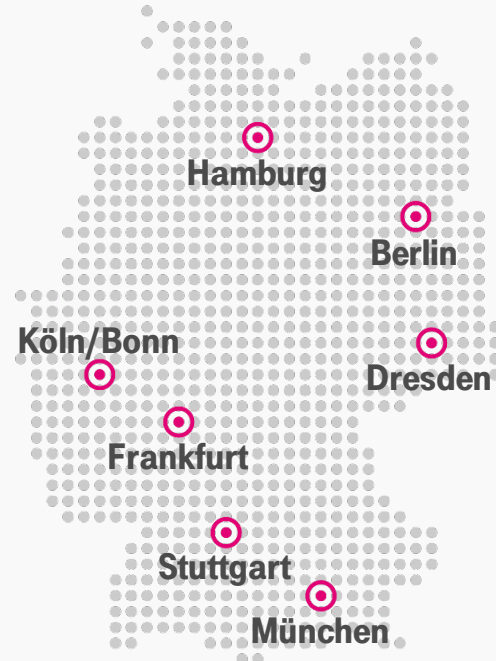 Hamburg
Berlin
Köln/Bonn
Dresden
Frankfurt
Stuttgart
München